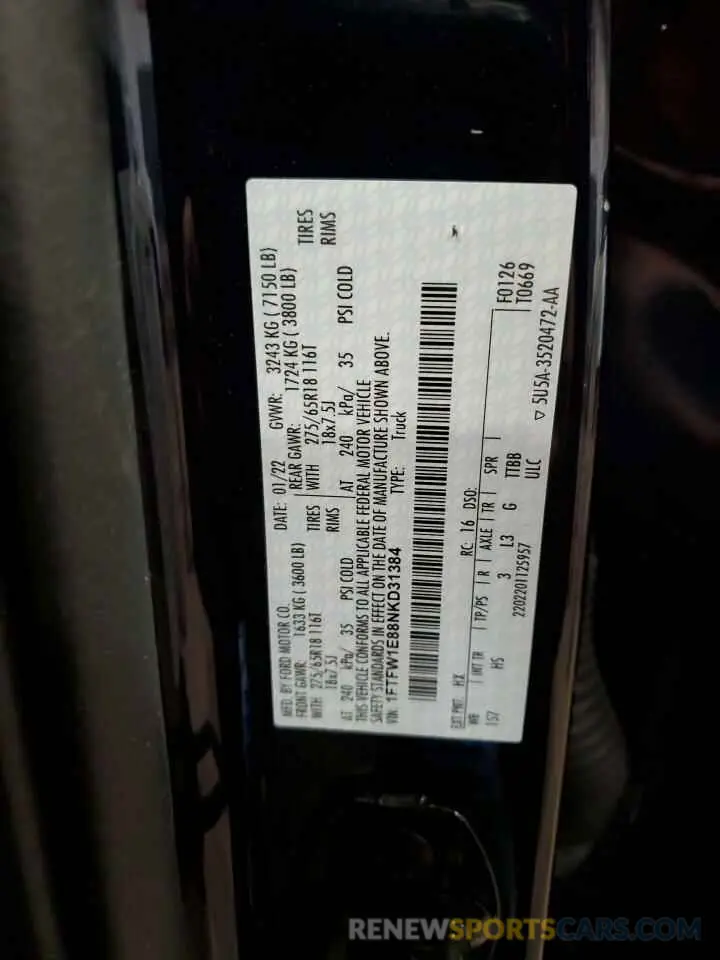 MFD. BY FORD MOTOR CO.
DATE: 01/22 GVWR: 3243 KG ( 7150 LB)
FRONT GAWR: 1633 KG ( 3600 LB) REAR GAWR: 1724 KG ( 3800 LB)
WITH 275/65R18 116T TIRES WITH 275/65R18 116T TIRES
18x7.5J RIMS 18x7.5J RIMS
AT 240 kPa/ 35 PSI COLD AT 240 kPa/ 35 PSI COLD
THIS VEHICLE CONFORMS TO ALL APPLICABLE FEDERAL MOTOR VEHICLE
SAFETY STANDARDS IN EFFECT ON THE DATE OF MANUFACTURE SHOWN ABOVE.
VIN: 1FTFW1E88NKD31384 TYPE: Truck
EXT PNT: HX RC: 16 DSO: F0126
WB INT TR TP/PS R AXLE TR SPR T0669
157 HS 3 L3 G TTBB
2202201125957 ULC ▽ 5U5A-3520472-AA
RENEWSPORTSCARS.COM